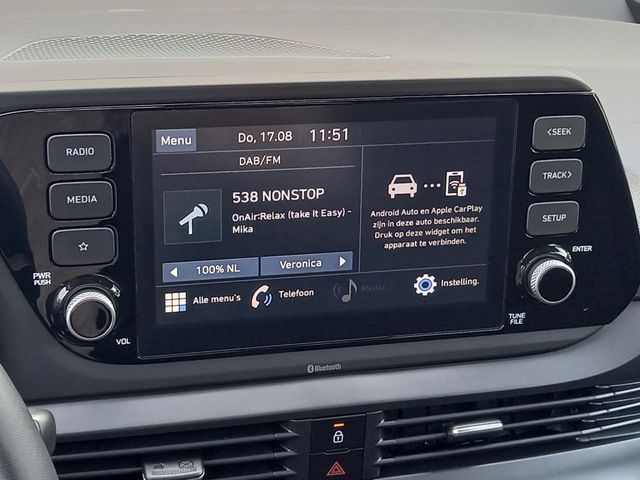 Menu
Do, 17.08 11:51
DAB/FM
538 NONSTOP
OnAir:Relax (take It Easy) -
Mika
100% NL
Veronica
Android Auto en Apple CarPlay
zijn in deze auto beschikbaar.
Druk op deze widget om het
apparaat te verbinden.
Alle menu's
Telefoon
Media
Instelling.
RADIO
MEDIA
PWR
PUSH
VOL
<SEEK
TRACK>
SETUP
ENTER
TUNE
FILE
Bluetooth